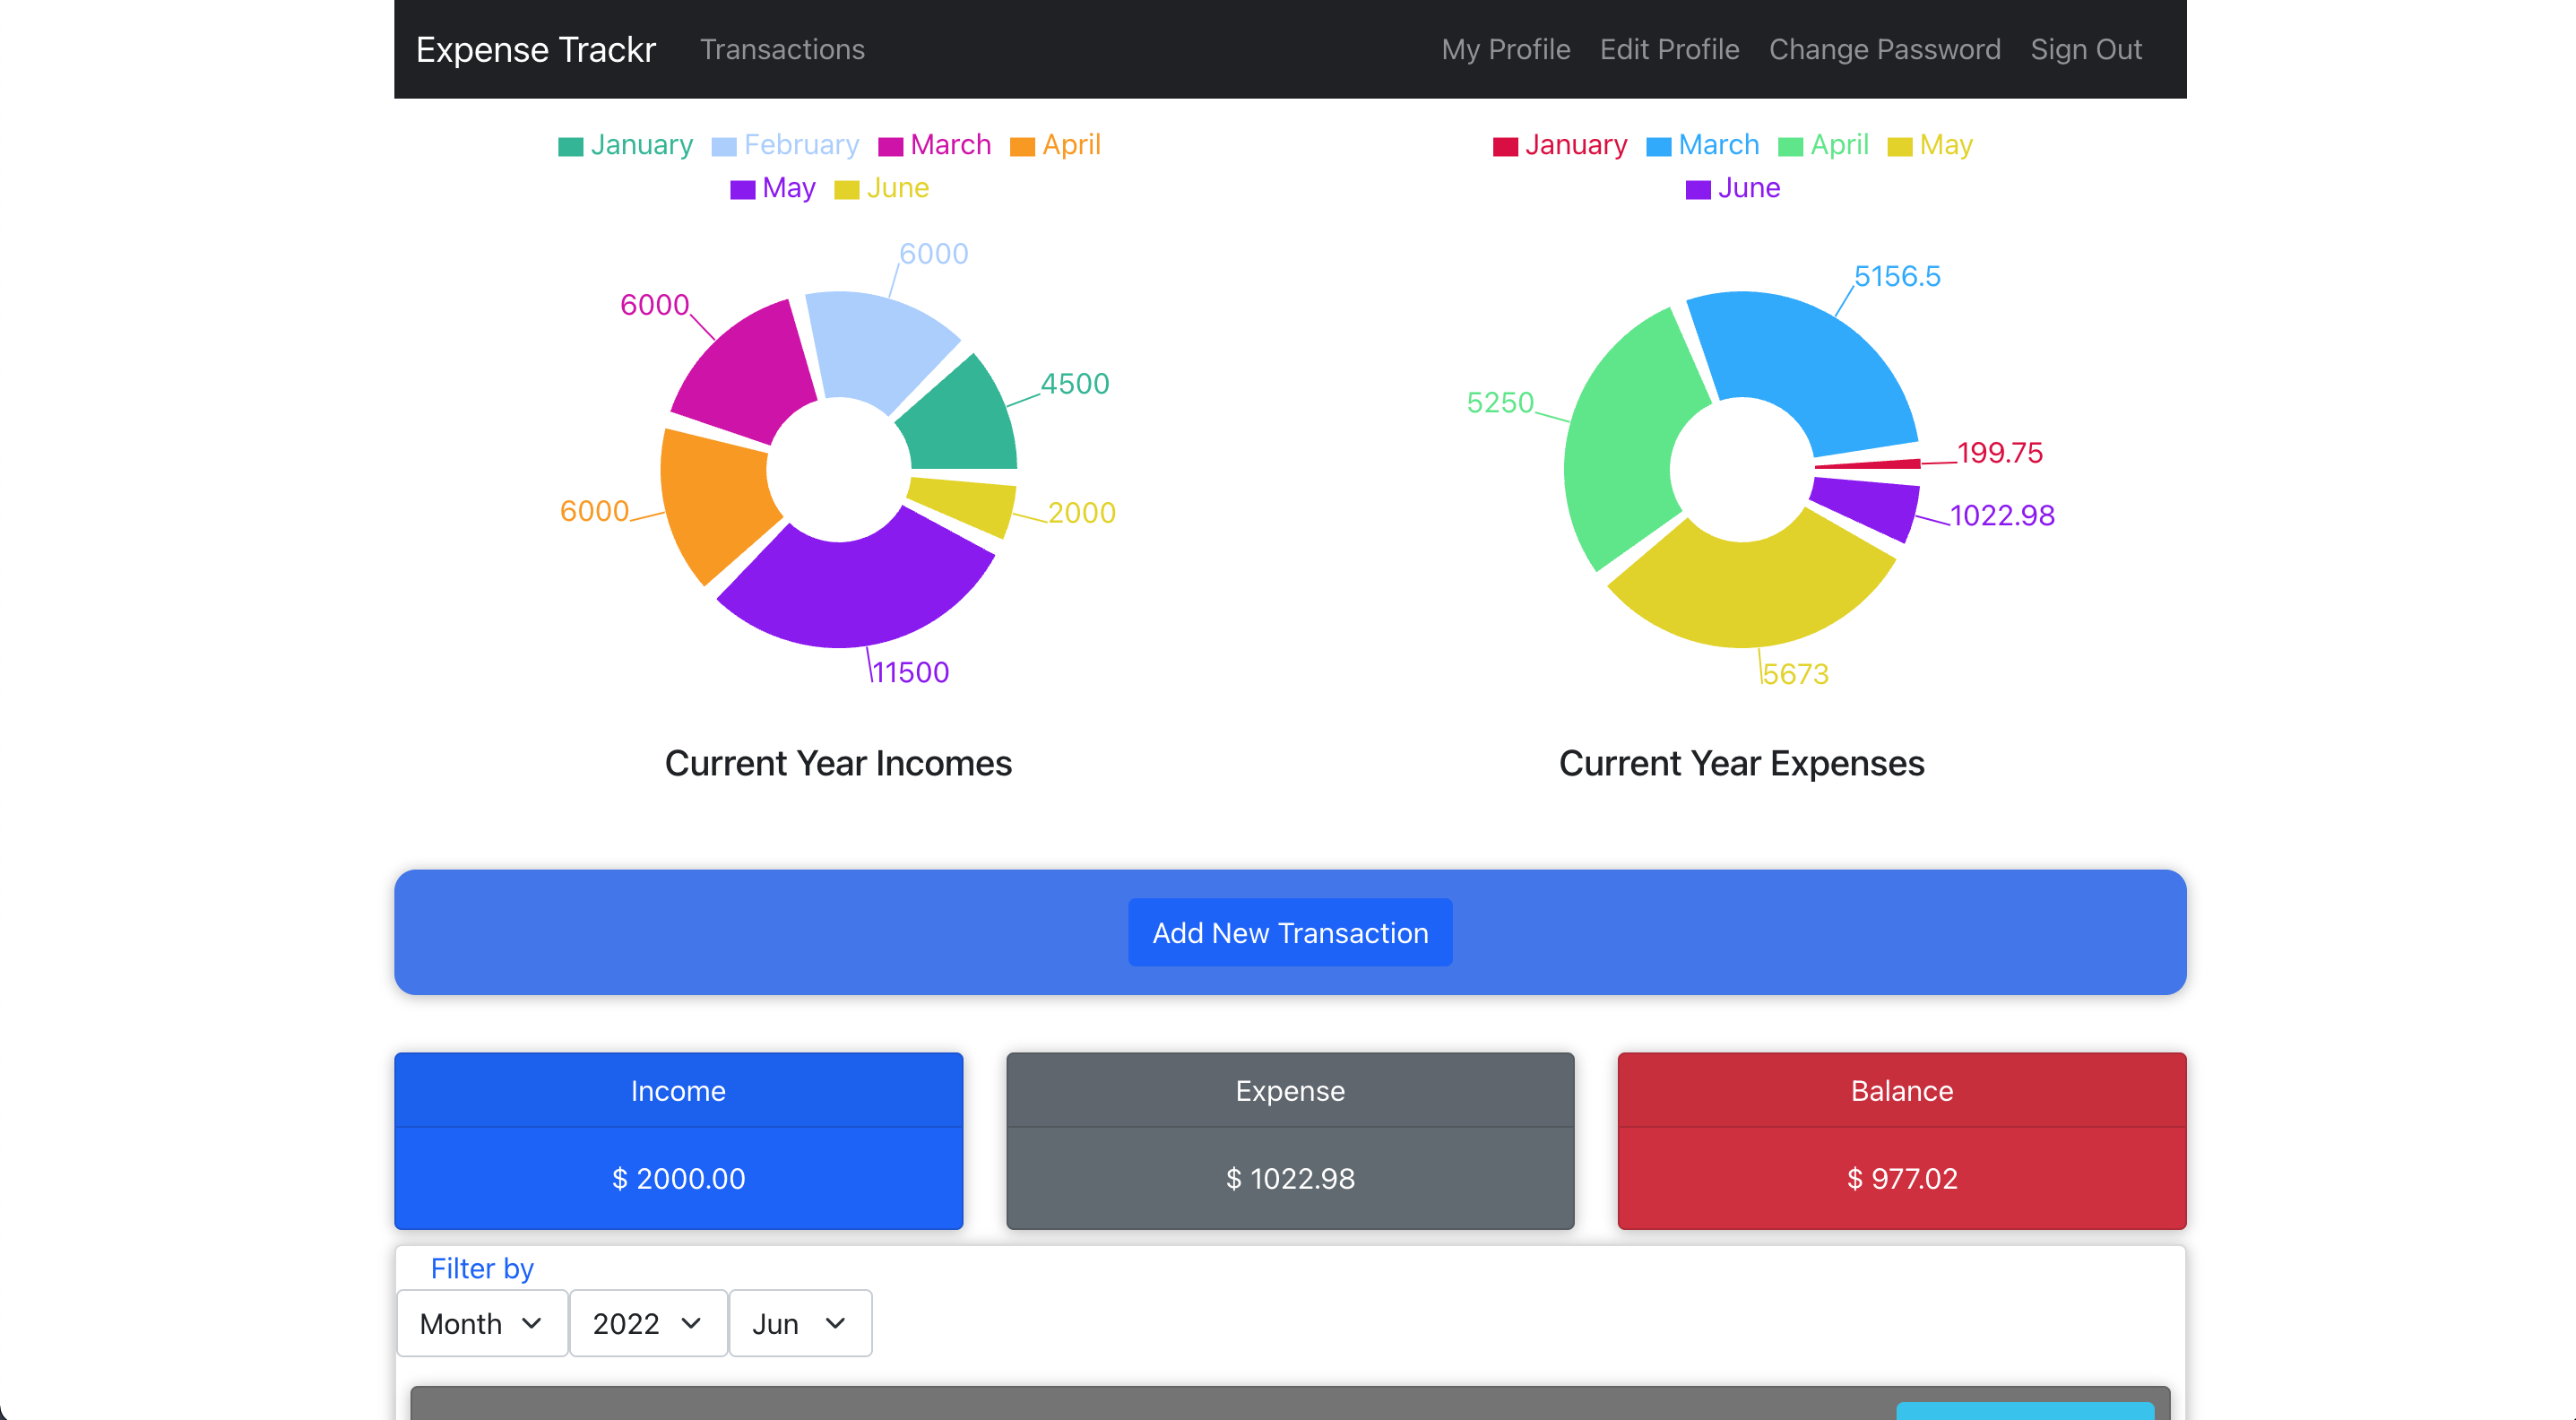 Expense Trackr Transactions My Profile Edit Profile Change Password Sign Out
January February March April
May June
6000
6000
4500
6000
2000
11500
Current Year Incomes
January March April May
June
5156.5
5250
199.75
1022.98
5673
Current Year Expenses
Add New Transaction
Income
$ 2000.00
Expense
$ 1022.98
Balance
$ 977.02
Filter by
Month 2022 Jun